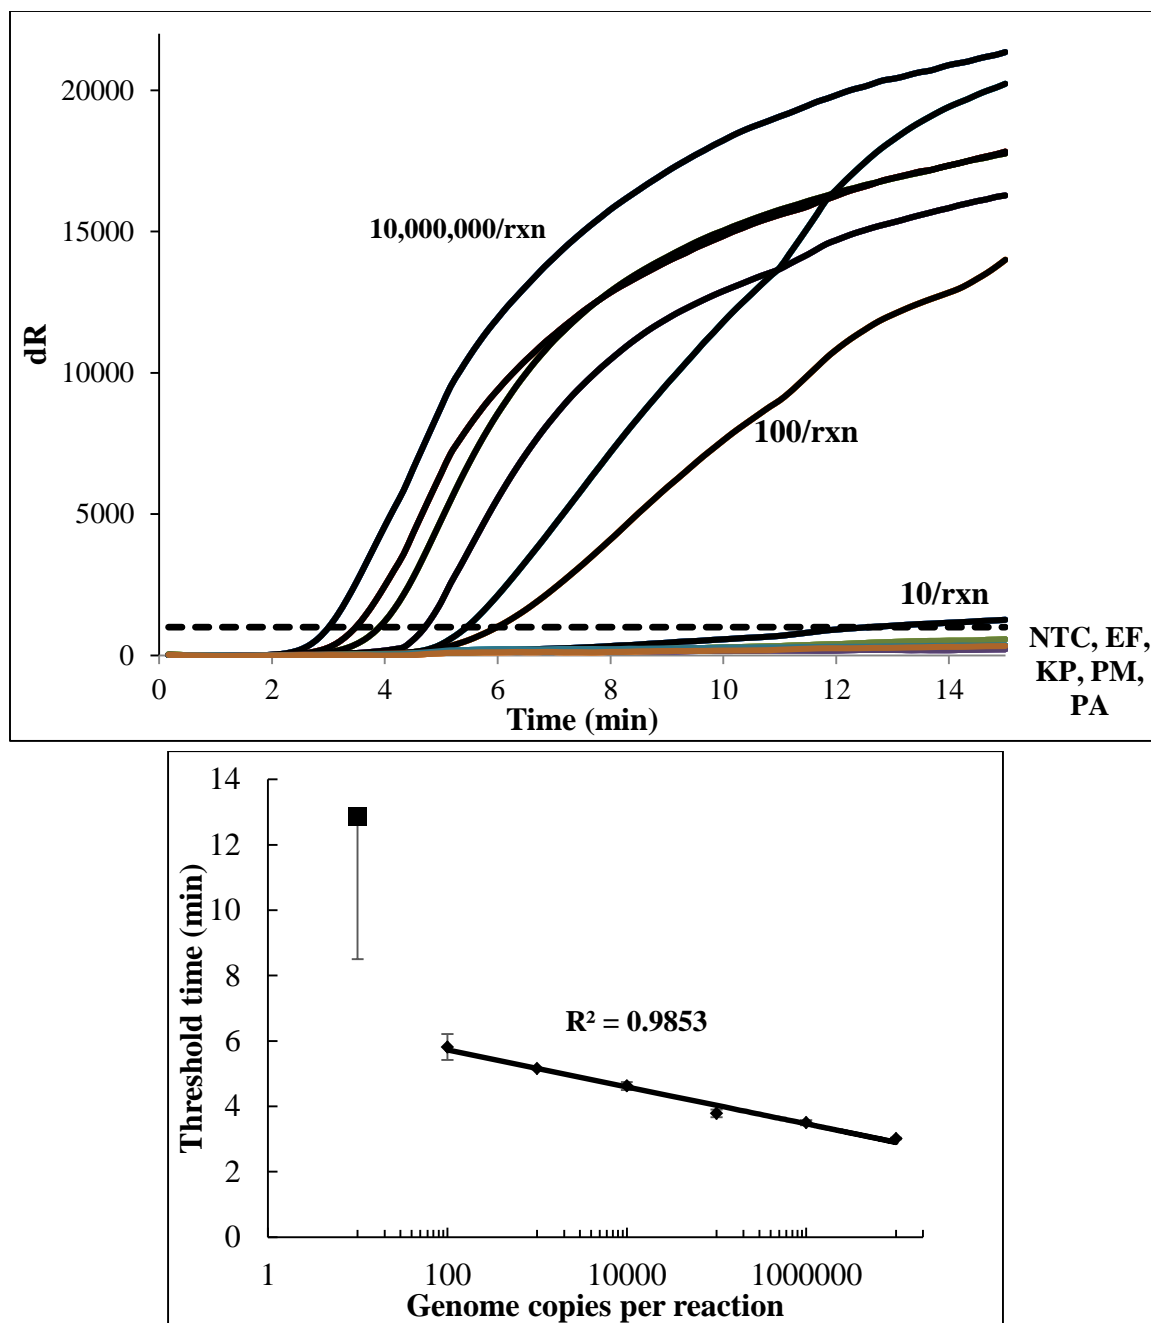 20000
15000
10000
5000
0
dR
10,000,000/rxn
100/rxn
10/rxn
NTC, EF,
KP, PM,
PA
0 2 4 6 8 10 12 14
Time (min)
14
12
10
8
6
4
2
0
Threshold time (min)
R² = 0.9853
1 100 10000 1000000
Genome copies per reaction